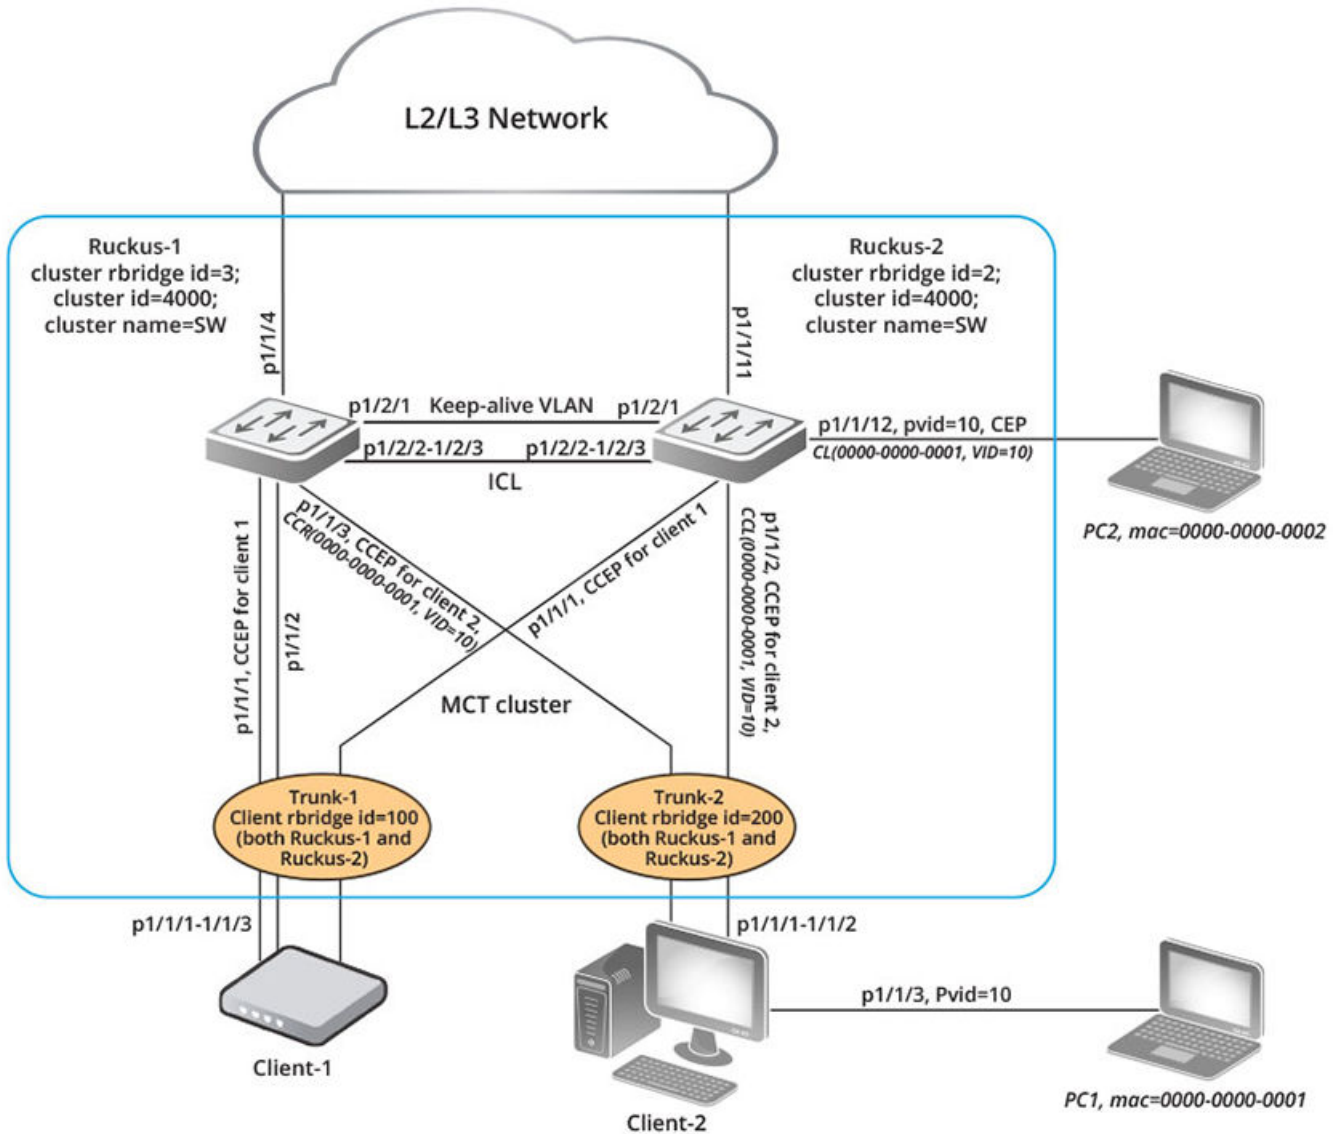 L2/L3 Network
Ruckus-1
cluster rbridge id=3;
cluster id=4000;
cluster name=SW
Ruckus-2
cluster rbridge id=2;
cluster id=4000;
cluster name=SW
p1/1/4
p1/1/11
p1/2/1
Keep-alive VLAN
p1/2/1
p1/2/2-1/2/3
p1/2/2-1/2/3
ICL
p1/1/12, pvid=10, CEP
CL(0000-0000-0001, VID=10)
PC2, mac=0000-0000-0002
p1/1/1, CCEP for client 1
p1/1/2
p1/1/3, CCEP for client 2,
CCR(0000-0000-0001, VID=10)
p1/1/1, CCEP for client 1
p1/1/2, CCEP for client 2,
CCL(0000-0000-0001, VID=10)
MCT cluster
Trunk-1
Client rbridge id=100
(both Ruckus-1 and
Ruckus-2)
Trunk-2
Client rbridge id=200
(both Ruckus-1 and
Ruckus-2)
p1/1/1-1/1/3
p1/1/1-1/1/2
p1/1/3, Pvid=10
Client-1
Client-2
PC1, mac=0000-0000-0001